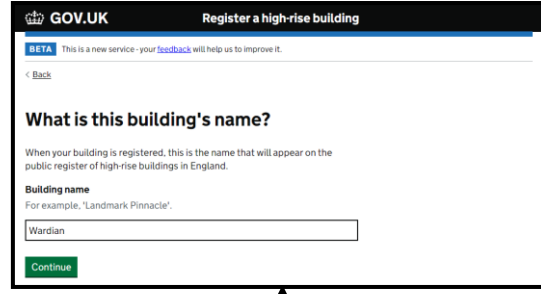 GOV.UK Register a high-rise building
BETA This is a new service - your feedback will help us to improve it.
< Back
What is this building's name?
When your building is registered, this is the name that will appear on the
public register of high-rise buildings in England.
Building name
For example, 'Landmark Pinnacle'.
Wardian
Continue